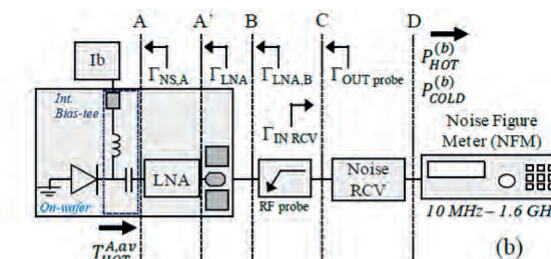 A A' B C D
Ib
Γ_NS,A Γ_LNA Γ_LNA,B Γ_OUT probe
P_HOT^(b)
P_COLD^(b)
Int.
Bias-tee
Γ_IN RCV
Noise Figure
Meter (NFM)
LNA
Noise
RCV
RF probe
On-wafer
10 MHz – 1.6 GH
T_HOT^A,av
(b)